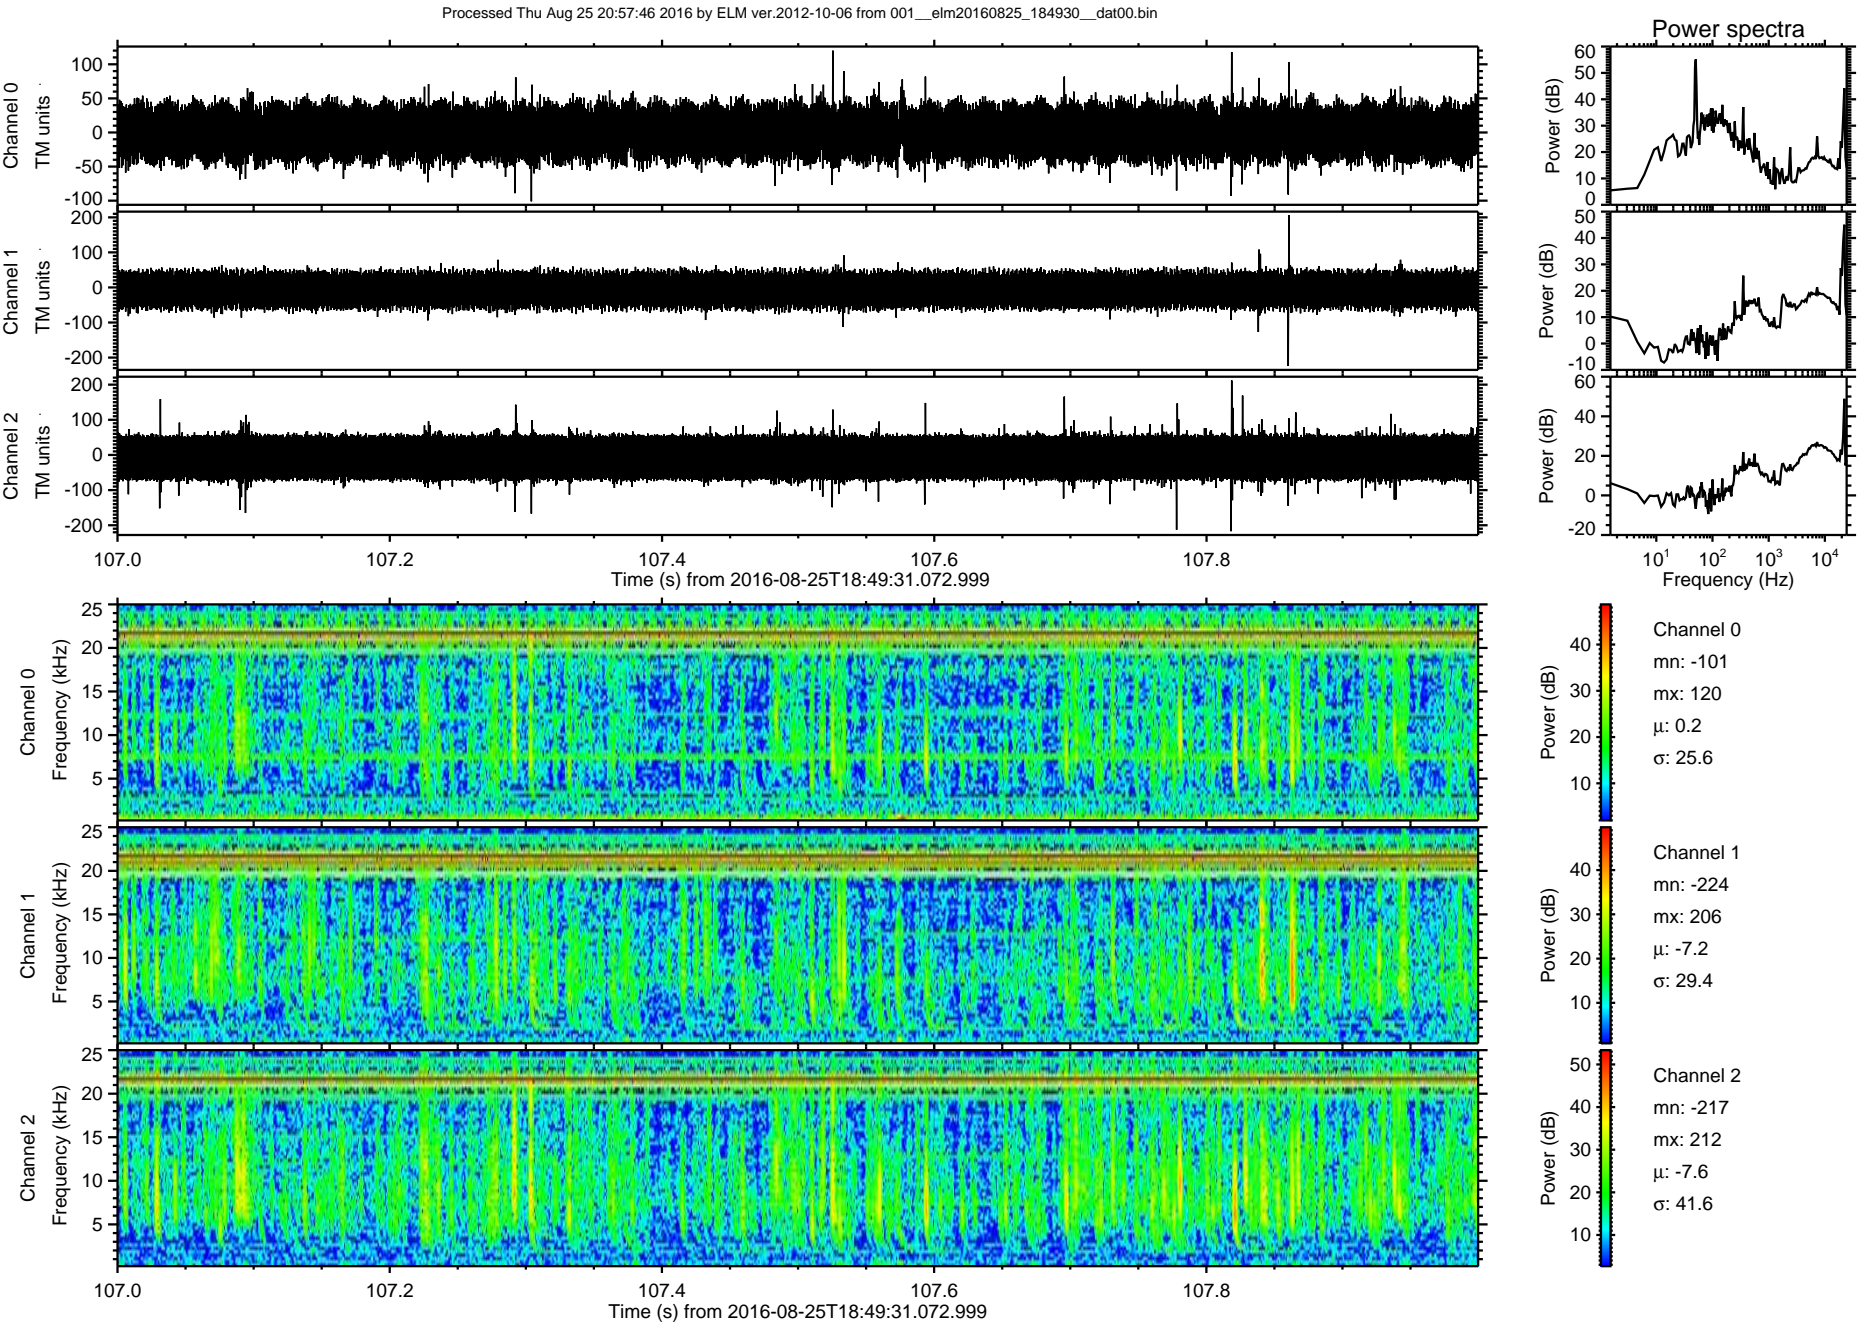 Processed Thu Aug 25 20:57:46 2016 by ELM ver.2012-10-06 from 001__elm20160825_184930__dat00.bin
Power spectra
Channel 0
TM units
100
50
0
-50
-100
Power (dB)
60
50
40
30
20
10
0
Channel 1
TM units
200
100
0
-100
-200
Power (dB)
50
40
30
20
10
0
-10
Channel 2
TM units
200
100
0
-100
-200
Power (dB)
60
40
20
0
-20
107.0 107.2 107.4 107.6 107.8
Time (s) from 2016-08-25T18:49:31.072.999
10¹ 10² 10³ 10⁴
Frequency (Hz)
Channel 0
Frequency (kHz)
25
20
15
10
5
Power (dB)
40
30
20
10
Channel 0
mn: -101
mx: 120
μ: 0.2
σ: 25.6
Channel 1
Frequency (kHz)
25
20
15
10
5
Power (dB)
40
30
20
10
Channel 1
mn: -224
mx: 206
μ: -7.2
σ: 29.4
Channel 2
Frequency (kHz)
25
20
15
10
5
Power (dB)
50
40
30
20
10
Channel 2
mn: -217
mx: 212
μ: -7.6
σ: 41.6
107.0 107.2 107.4 107.6 107.8
Time (s) from 2016-08-25T18:49:31.072.999